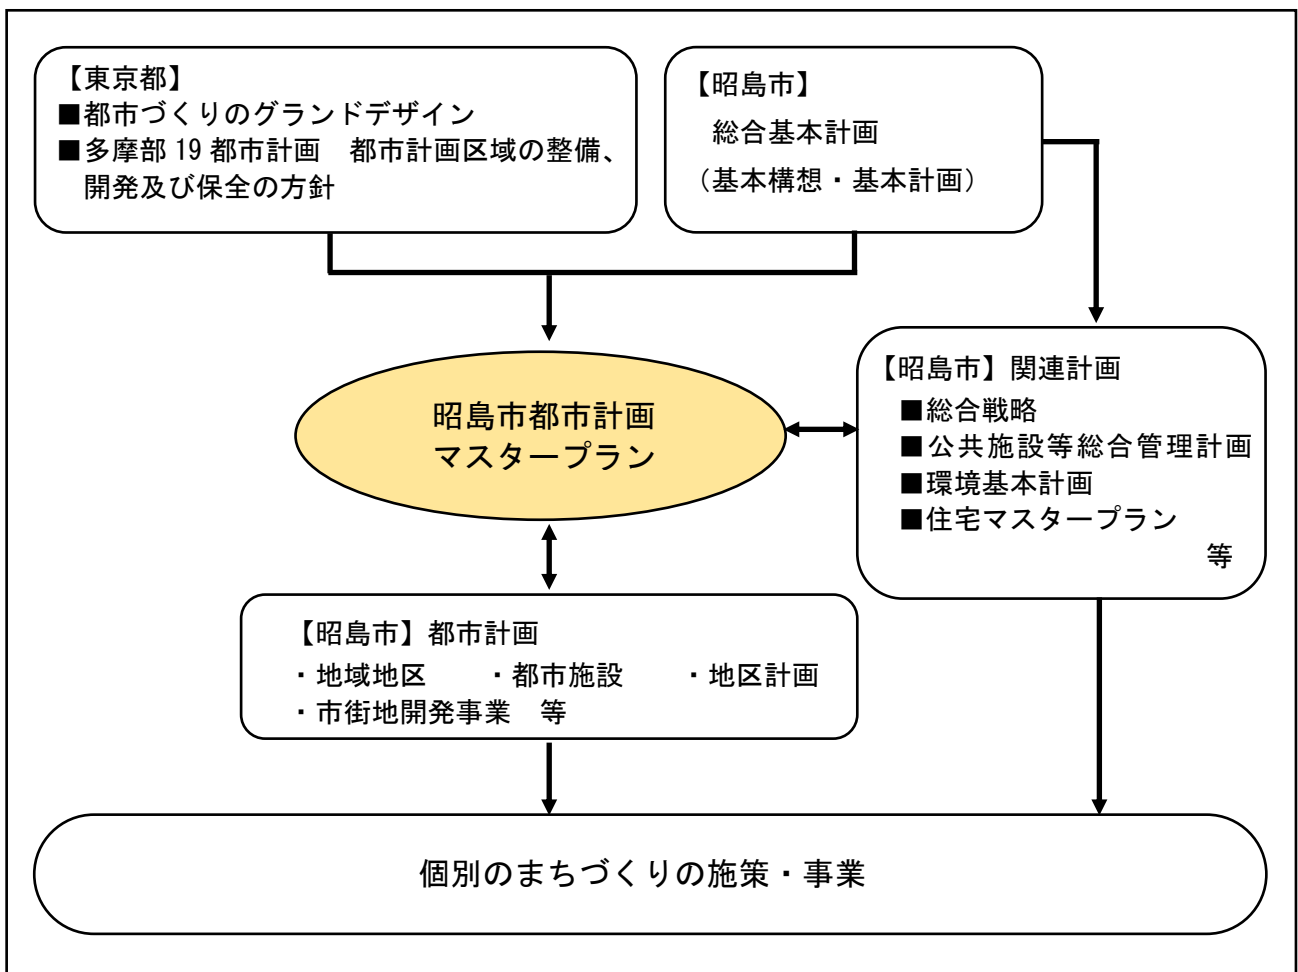 【東京都】
■都市づくりのグランドデザイン
■多摩部 19 都市計画　都市計画区域の整備、
開発及び保全の方針
【昭島市】
総合基本計画
（基本構想・基本計画）
昭島市都市計画
マスタープラン
【昭島市】関連計画
■総合戦略
■公共施設等総合管理計画
■環境基本計画
■住宅マスタープラン
等
【昭島市】都市計画
・地域地区　　・都市施設　　・地区計画
・市街地開発事業　等
個別のまちづくりの施策・事業